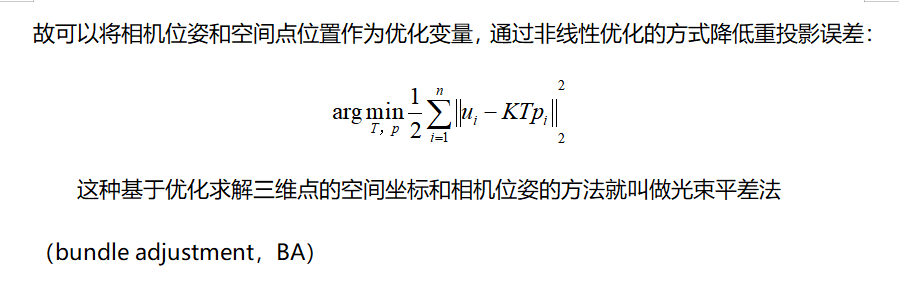 故可以将相机位姿和空间点位置作为优化变量，通过非线性优化的方式降低重投影误差：
arg min_{T，p} \frac{1}{2} \sum_{i=1}^{n} \left\| u_i - KTp_i \right\|_2^2
这种基于优化求解三维点的空间坐标和相机位姿的方法就叫做光束平差法
（bundle adjustment，BA）